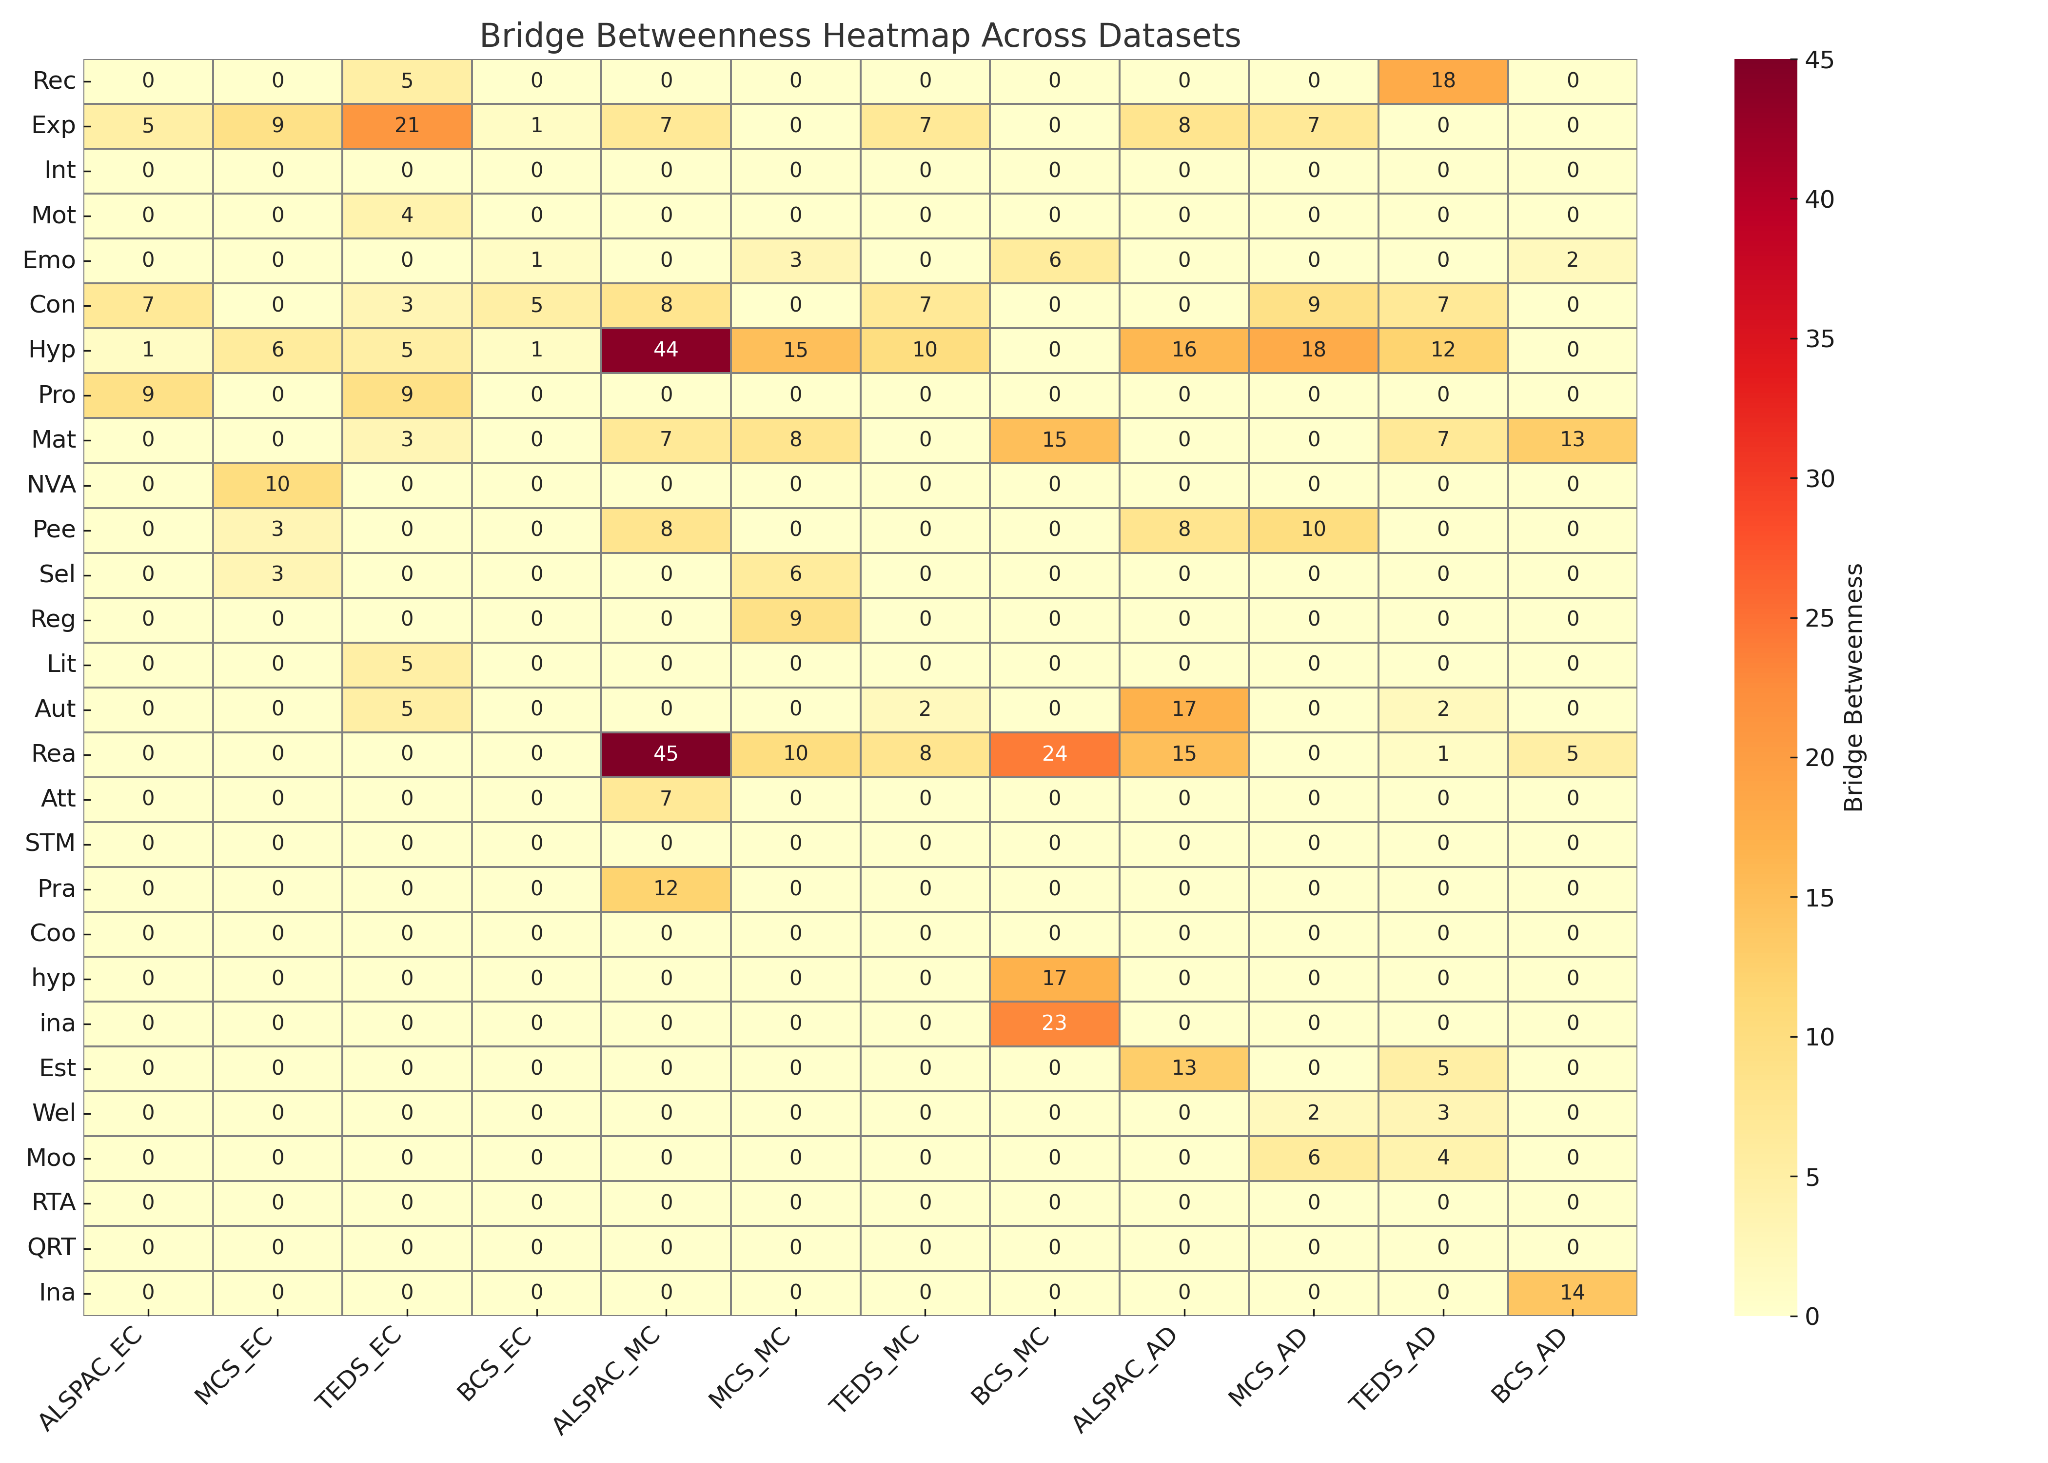 Bridge Betweenness Heatmap Across Datasets
Rec 0 0 5 0 0 0 0 0 0 0 18 0
Exp 5 9 21 1 7 0 7 0 8 7 0 0
Int 0 0 0 0 0 0 0 0 0 0 0 0
Mot 0 0 4 0 0 0 0 0 0 0 0 0
Emo 0 0 0 1 0 3 0 6 0 0 0 2
Con 7 0 3 5 8 0 7 0 0 9 7 0
Hyp 1 6 5 1 44 15 10 0 16 18 12 0
Pro 9 0 9 0 0 0 0 0 0 0 0 0
Mat 0 0 3 0 7 8 0 15 0 0 7 13
NVA 0 10 0 0 0 0 0 0 0 0 0 0
Pee 0 3 0 0 8 0 0 0 8 10 0 0
Sel 0 3 0 0 0 6 0 0 0 0 0 0
Reg 0 0 0 0 0 9 0 0 0 0 0 0
Lit 0 0 5 0 0 0 0 0 0 0 0 0
Aut 0 0 5 0 0 0 2 0 17 0 2 0
Rea 0 0 0 0 45 10 8 24 15 0 1 5
Att 0 0 0 0 7 0 0 0 0 0 0 0
STM 0 0 0 0 0 0 0 0 0 0 0 0
Pra 0 0 0 0 12 0 0 0 0 0 0 0
Coo 0 0 0 0 0 0 0 0 0 0 0 0
hyp 0 0 0 0 0 0 0 17 0 0 0 0
ina 0 0 0 0 0 0 0 23 0 0 0 0
Est 0 0 0 0 0 0 0 0 13 0 5 0
Wel 0 0 0 0 0 0 0 0 0 2 3 0
Moo 0 0 0 0 0 0 0 0 0 6 4 0
RTA 0 0 0 0 0 0 0 0 0 0 0 0
QRT 0 0 0 0 0 0 0 0 0 0 0 0
Ina 0 0 0 0 0 0 0 0 0 0 0 14
ALSPAC_EC MCS_EC TEDS_EC BCS_EC ALSPAC_MC MCS_MC TEDS_MC BCS_MC ALSPAC_AD MCS_AD TEDS_AD BCS_AD
45
40
35
30
25
20
15
10
5
0
Bridge Betweenness